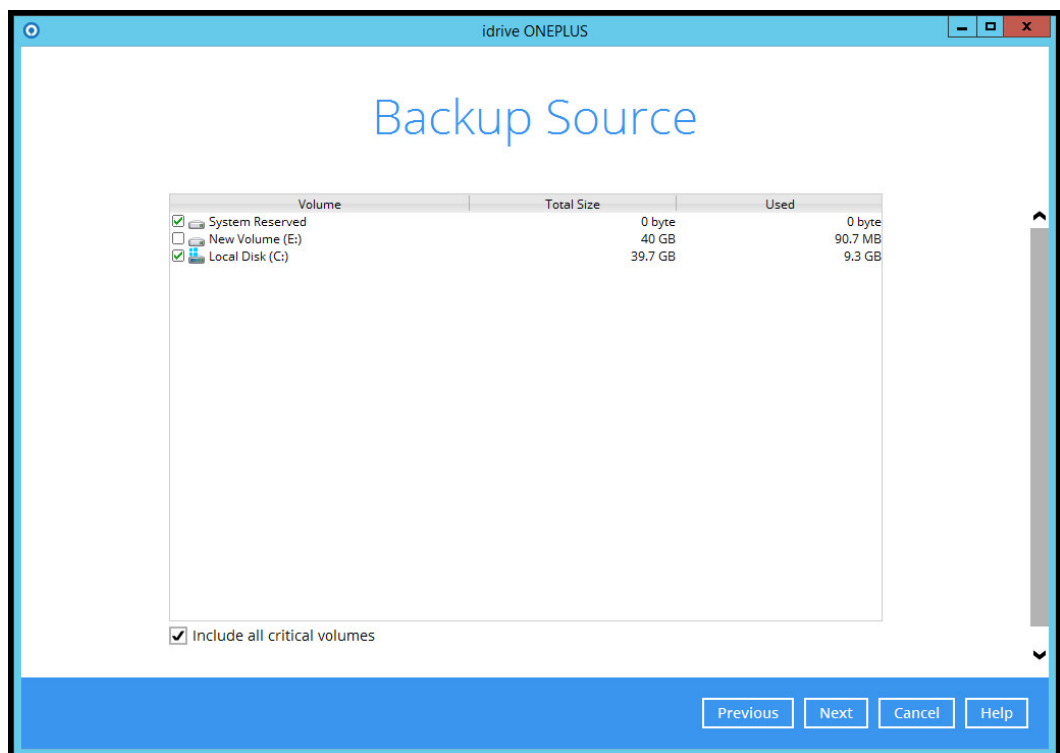 idrive ONEPLUS
Backup Source
Volume Total Size Used
System Reserved 0 byte 0 byte
New Volume (E:) 40 GB 90.7 MB
Local Disk (C:) 39.7 GB 9.3 GB
Include all critical volumes
Previous Next Cancel Help